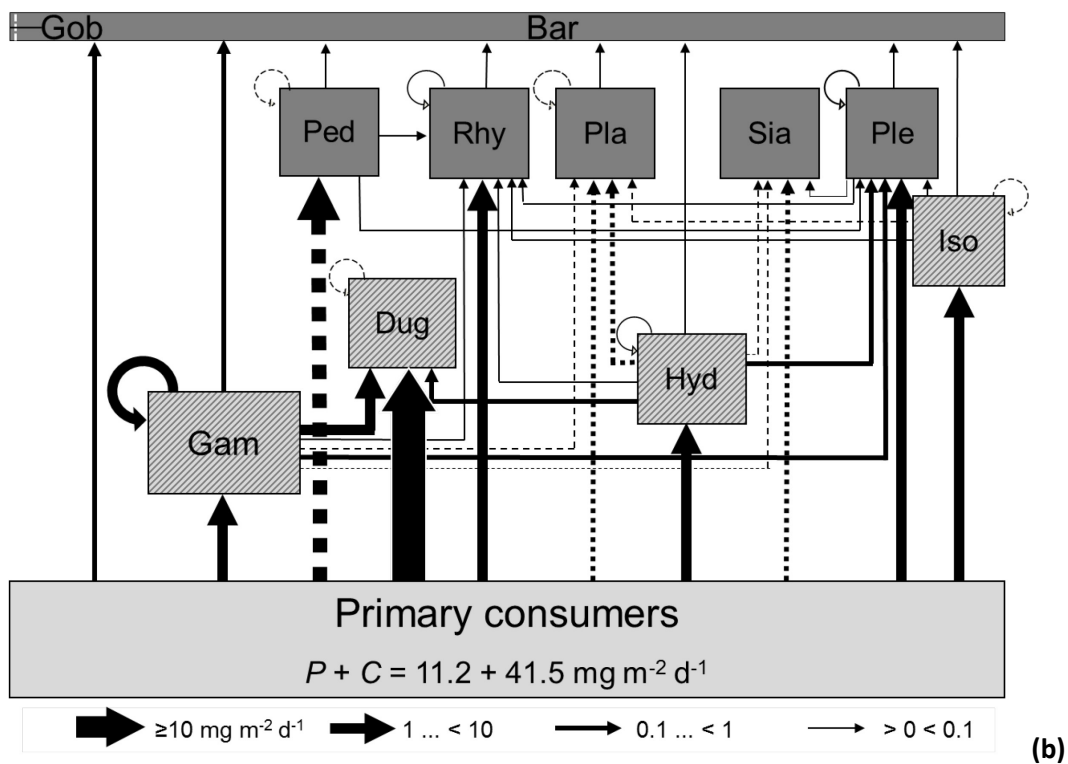 Gob Bar
Ped Rhy Pla Sia Ple
Iso
Dug
Hyd
Gam
Primary consumers
P + C = 11.2 + 41.5 mg m⁻² d⁻¹
≥10 mg m⁻² d⁻¹ 1 ... < 10 0.1 ... < 1 > 0 < 0.1
(b)